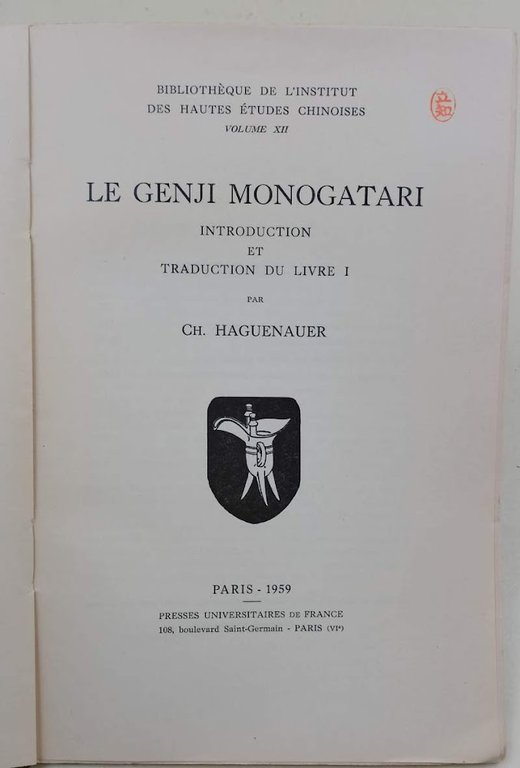 BIBLIOTHÈQUE DE L'INSTITUT
DES HAUTES ÉTUDES CHINOISES
VOLUME XII
LE GENJI MONOGATARI
INTRODUCTION
ET
TRADUCTION DU LIVRE I
PAR
CH. HAGUENAUER
PARIS - 1959
PRESSES UNIVERSITAIRES DE FRANCE
108, boulevard Saint-Germain - PARIS (VIᵉ)